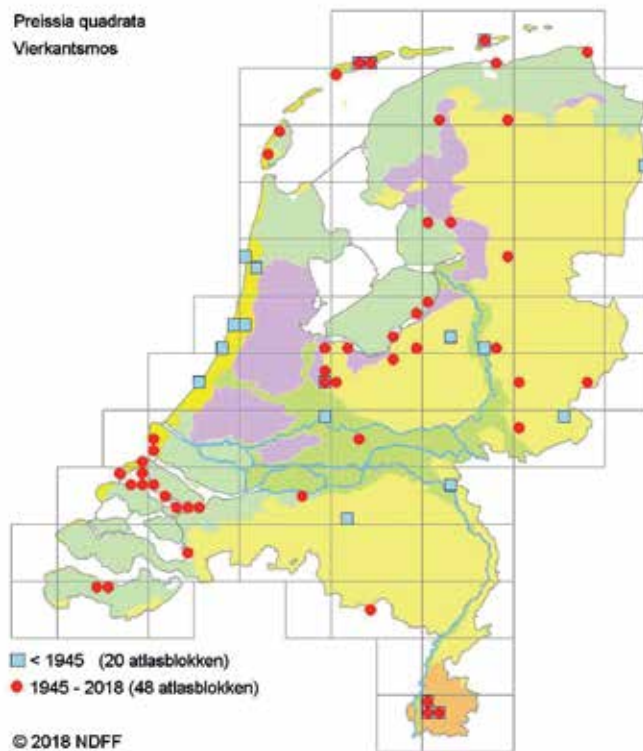 Preissia quadrata
Vierkantsmos
< 1945 (20 atlasblokken)
1945 - 2018 (48 atlasblokken)
© 2018 NDFF